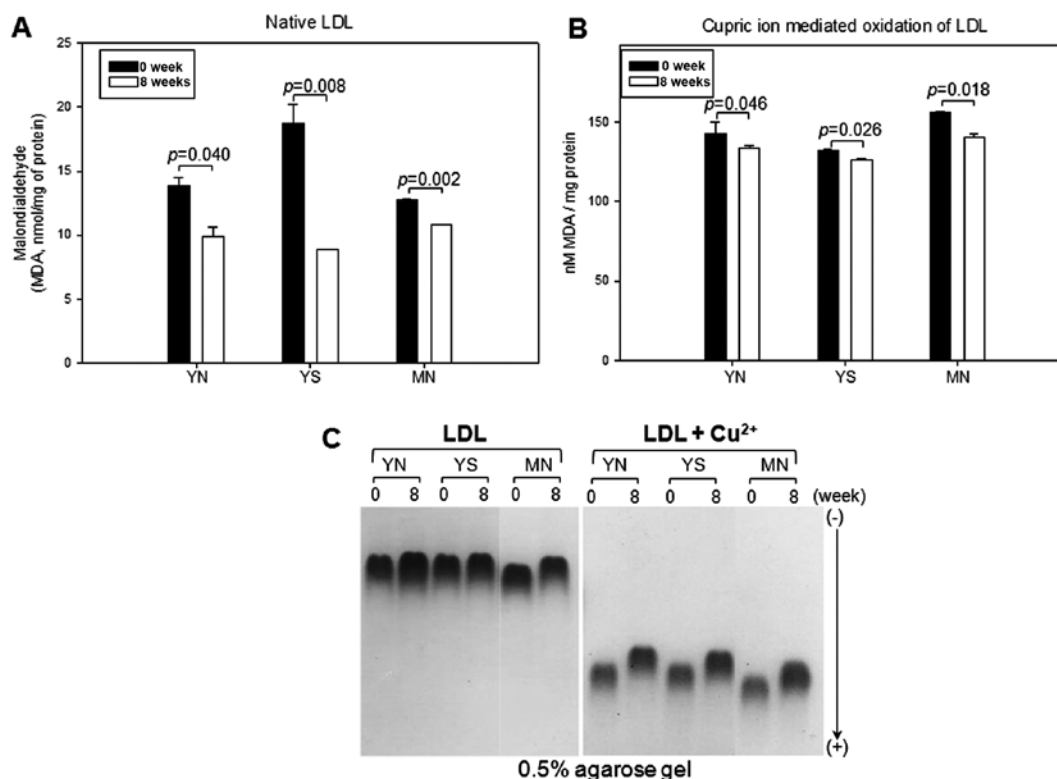 A
Native LDL
25
20
15
10
5
0
Malondialdehyde
(MDA, nmol/mg of protein)
0 week
8 weeks
p=0.040
p=0.008
p=0.002
YN YS MN
B
Cupric ion mediated oxidation of LDL
150
100
50
0
nM MDA / mg protein
0 week
8 weeks
p=0.046
p=0.026
p=0.018
YN YS MN
C
LDL LDL + Cu²⁺
YN YS MN YN YS MN
0 8 0 8 0 8 0 8 0 8 0 8 (week)
(-)
(+)
0.5% agarose gel